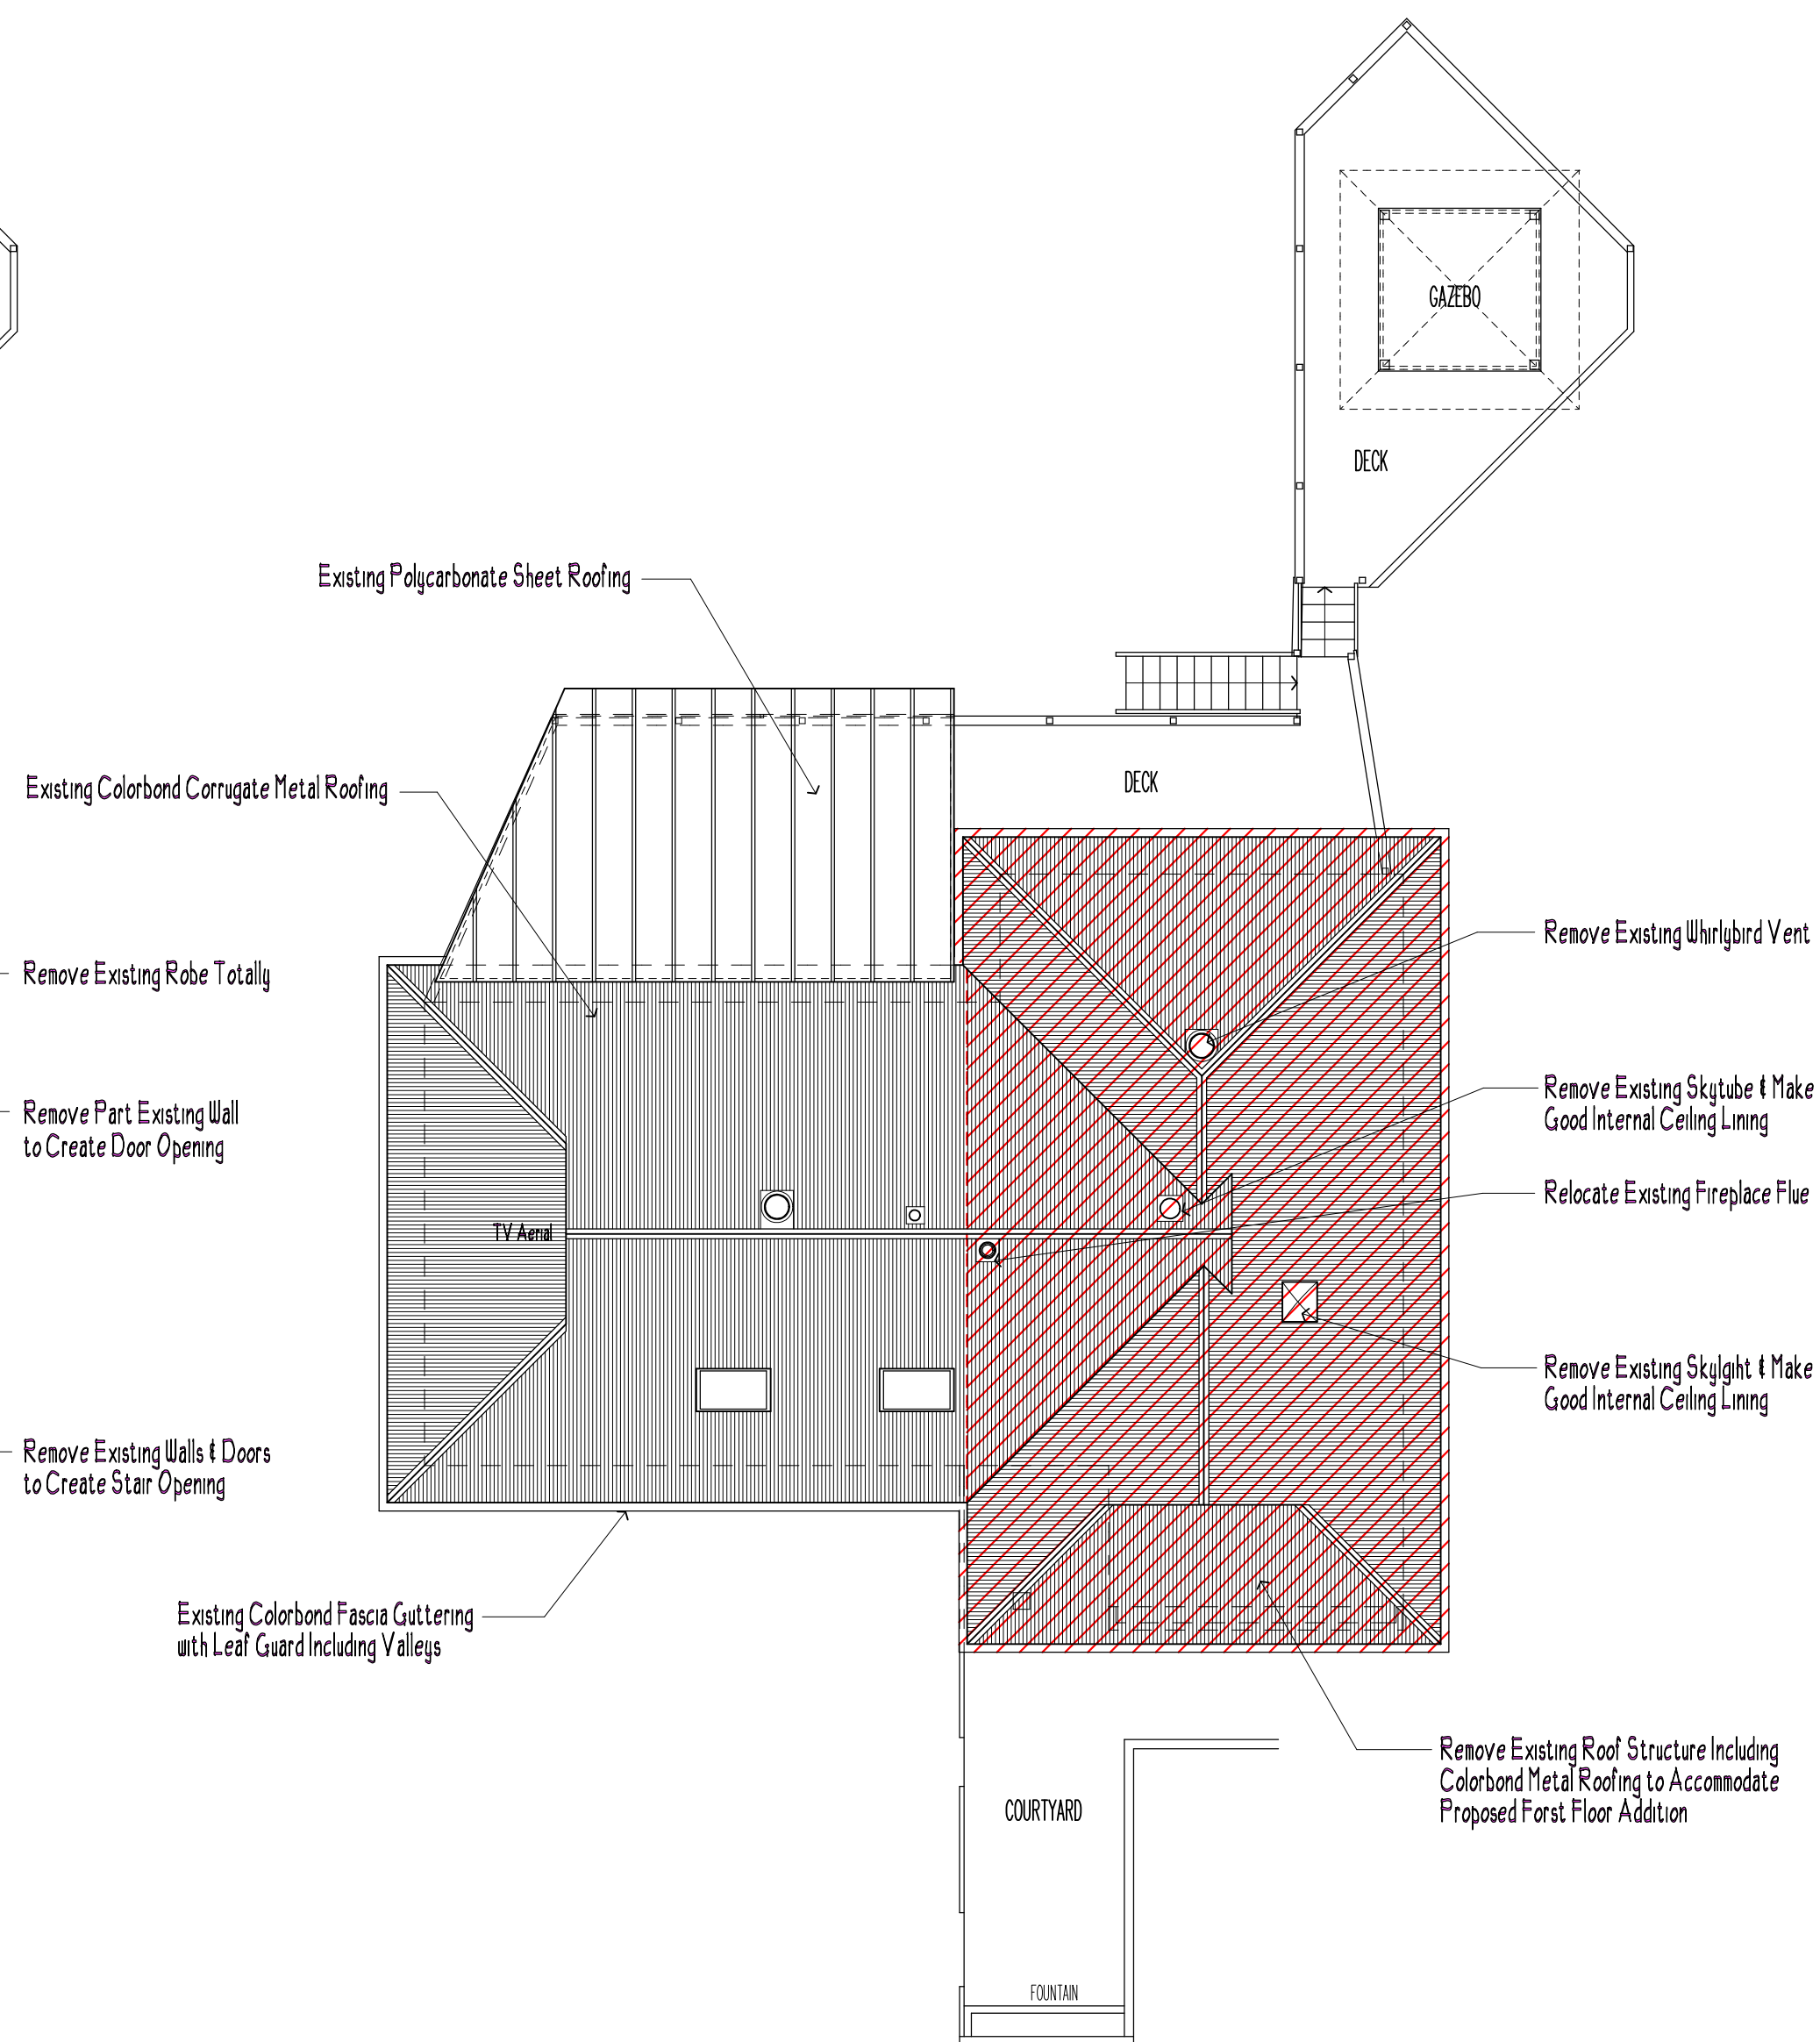 GAZEBO
DECK
Existing Polycarbonate Sheet Roofing
DECK
Existing Colorbond Corrugate Metal Roofing
Remove Existing Whirlybird Vent
Remove Existing Robe Totally
Remove Existing Skytube & Make
Good Internal Ceiling Lining
Remove Part Existing Wall
to Create Door Opening
Relocate Existing Fireplace Flue
TV Aerial
Remove Existing Skylgiht & Make
Good Internal Ceiling Lining
Remove Existing Walls & Doors
to Create Stair Opening
Existing Colorbond Fascia Guttering
with Leaf Guard Including Valleys
Remove Existing Roof Structure Including
Colorbond Metal Roofing to Accommodate
Proposed Forst Floor Addition
COURTYARD
FOUNTAIN